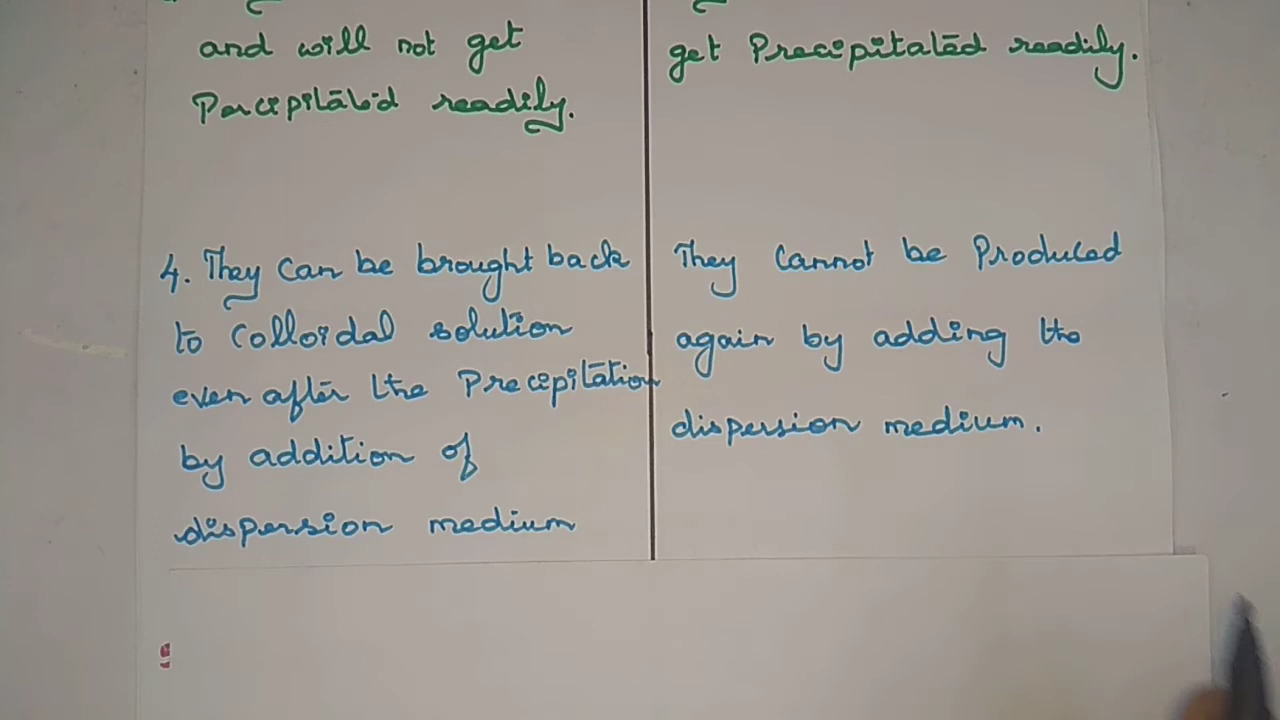 and will not get
Percipitated readily.
4. They can be brought back
to colloidal solution
even after the Precipitation
by addition of
dispersion medium
get Precipitated readily.
They cannot be Produced
again by adding the
dispersion medium.